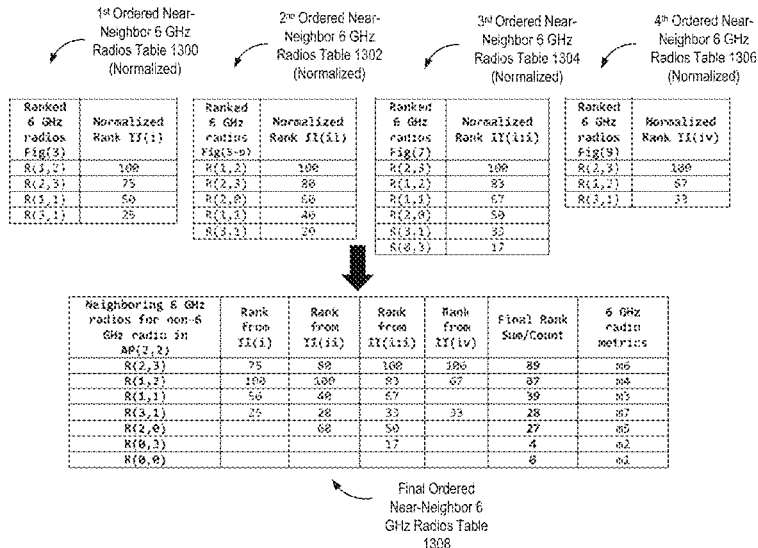 1st Ordered Near-
Neighbor 6 GHz
Radios Table 1300
(Normalized)
2nd Ordered Near-
Neighbor 6 GHz
Radios Table 1302
(Normalized)
3rd Ordered Near-
Neighbor 6 GHz
Radios Table 1304
(Normalized)
4th Ordered Near-
Neighbor 6 GHz
Radios Table 1306
(Normalized)
Ranked 6 GHz radios Fig(3) Normalized Rank II(i)
R(1,2) 100
R(2,3) 75
R(1,1) 50
R(3,1) 25
Ranked 6 GHz radios Normalized Rank II(ii)
R(1,2) 100
R(2,3) 80
R(2,0) 60
R(1,1) 40
R(3,1) 20
Ranked 6 GHz radios Fig(7) Normalized Rank II(iii)
R(2,3) 100
R(1,2) 83
R(1,1) 67
R(2,0) 50
R(3,1) 33
R(0,3) 17
Ranked 6 GHz radios Fig(9) Normalized Rank II(iv)
R(2,3) 100
R(1,2) 67
R(3,1) 33
Neighboring 6 GHz radios for non-6 GHz radio in AP(2,2) Rank from II(i) Rank from II(ii) Rank from II(iii) Rank from II(iv) Final Rank Sum/Count 6 GHz radio metrics
R(2,3) 75 80 100 100 89 m6
R(1,2) 100 100 83 67 87 m4
R(1,1) 50 40 67 39 m3
R(3,1) 25 20 33 33 28 m7
R(2,0) 60 50 27 m5
R(0,3) 17 4 m2
R(0,0) 0 m1
Final Ordered
Near-Neighbor 6
GHz Radios Table
1308